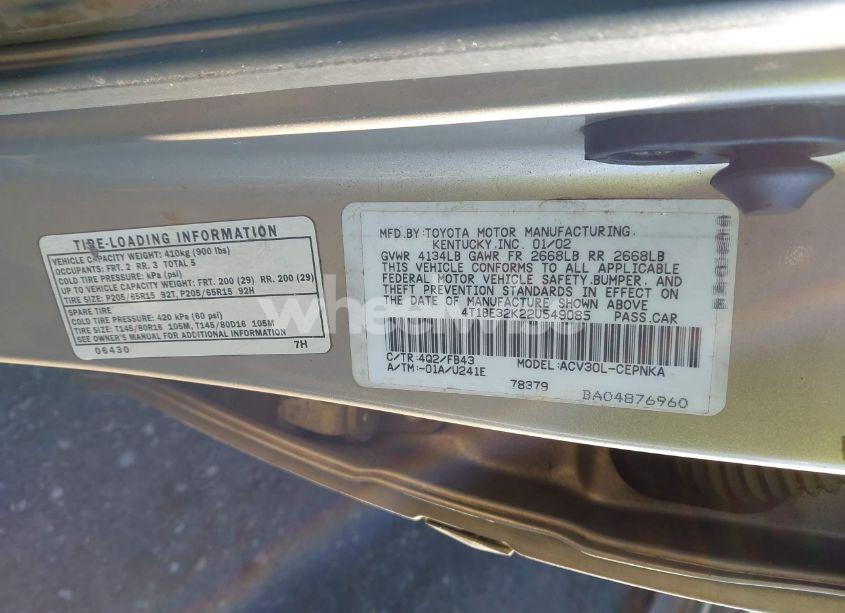 TIRE-LOADING INFORMATION
VEHICLE CAPACITY WEIGHT: 410kg (900 lbs)
OCCUPANTS: FRT. 2 RR. 3 TOTAL 5
COLD TIRE PRESSURE: kPa (psi)
UP TO VEHICLE CAPACITY WEIGHT: FRT. 200 (29) RR. 200 (29)
TIRE SIZE: P205/65R15 92T, P205/65R15 92H
SPARE TIRE
COLD TIRE PRESSURE: 420 kPa (60 psi)
TIRE SIZE: T145/80R16 105M, T145/80D16 105M
SEE OWNER'S MANUAL FOR ADDITIONAL INFORMATION
06430 7H
MFD.BY:TOYOTA MOTOR MANUFACTURING.
KENTUCKY.INC. 01/02
GVWR 4134LB GAWR FR 2668LB RR 2668LB
THIS VEHICLE CONFORMS TO ALL APPLICABLE
FEDERAL MOTOR VEHICLE SAFETY.BUMPER. AND
THEFT PREVENTION STANDARDS IN EFFECT ON
THE DATE OF MANUFACTURE SHOWN ABOVE
4T1BE32K22U549085 PASS.CAR
C/TR:4Q2/FB43 MODEL:ACV30L-CEPNKA
A/TM:-01A/U241E
78379 BA04876960